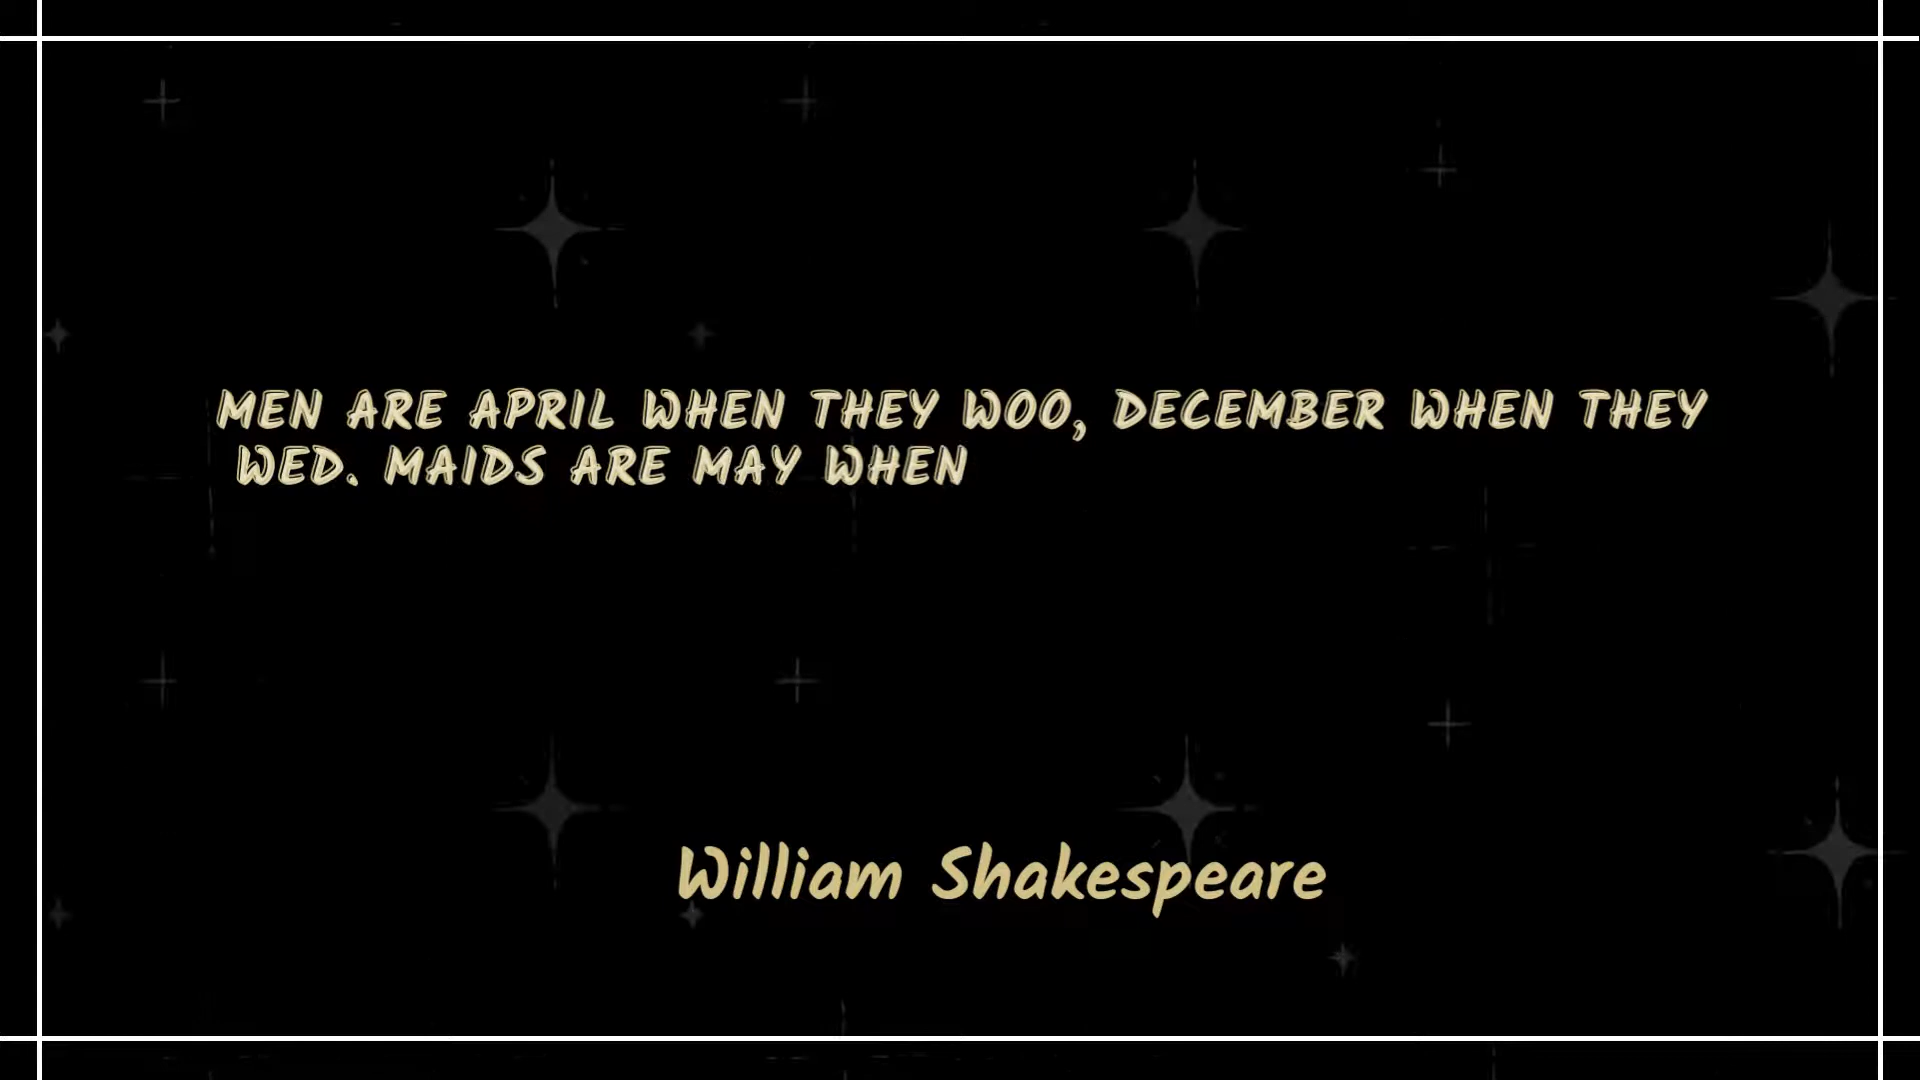 MEN ARE APRIL WHEN THEY WOO, DECEMBER WHEN THEY
WED. MAIDS ARE MAY WHEN
William Shakespeare